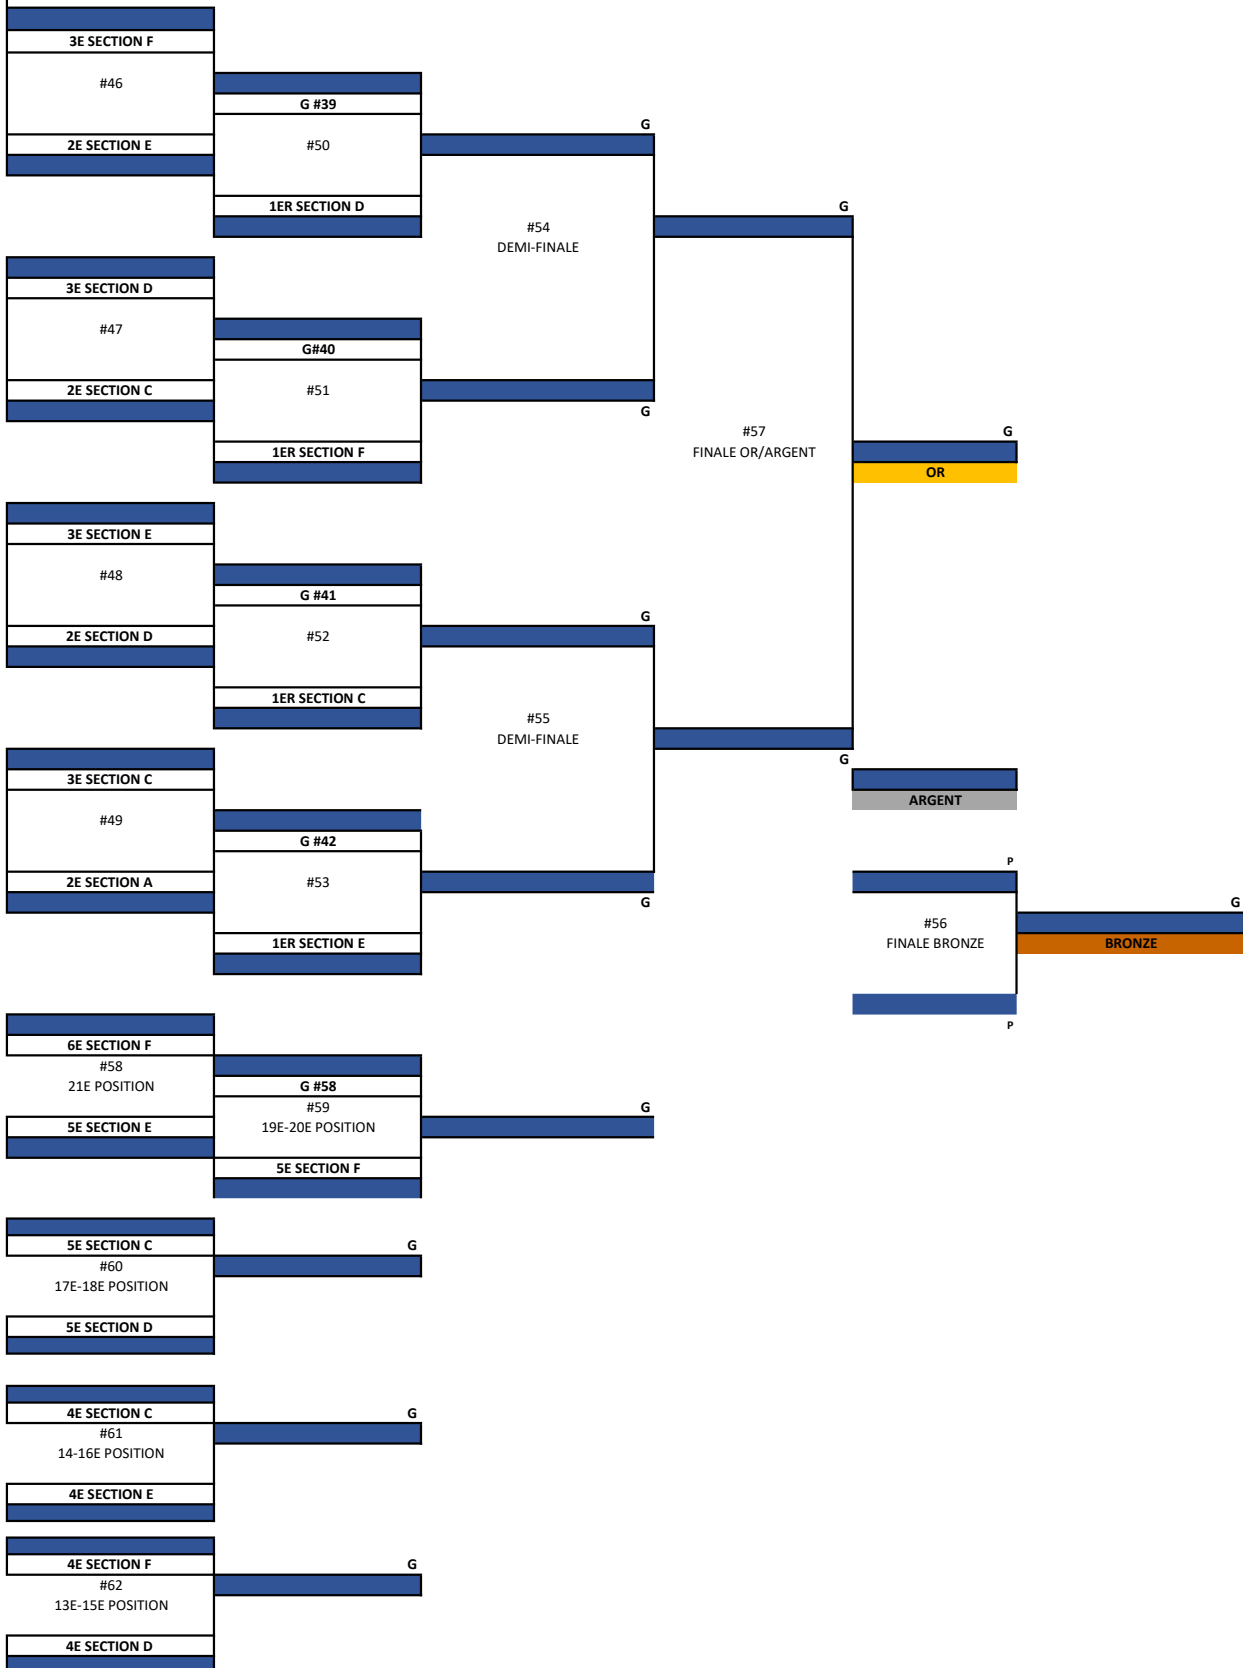 3E SECTION F
#46
2E SECTION E
G #39
#50
1ER SECTION D
G
#54
DEMI-FINALE
G
3E SECTION D
#47
2E SECTION C
G#40
#51
1ER SECTION F
G
#57
FINALE OR/ARGENT
G
OR
3E SECTION E
#48
2E SECTION D
G #41
#52
1ER SECTION C
G
#55
DEMI-FINALE
G
ARGENT
3E SECTION C
#49
2E SECTION A
G #42
#53
1ER SECTION E
G
P
#56
FINALE BRONZE
P
G
BRONZE
6E SECTION F
#58
21E POSITION
5E SECTION E
G #58
#59
19E-20E POSITION
5E SECTION F
G
5E SECTION C
#60
17E-18E POSITION
5E SECTION D
G
4E SECTION C
#61
14-16E POSITION
4E SECTION E
G
4E SECTION F
#62
13E-15E POSITION
4E SECTION D
G